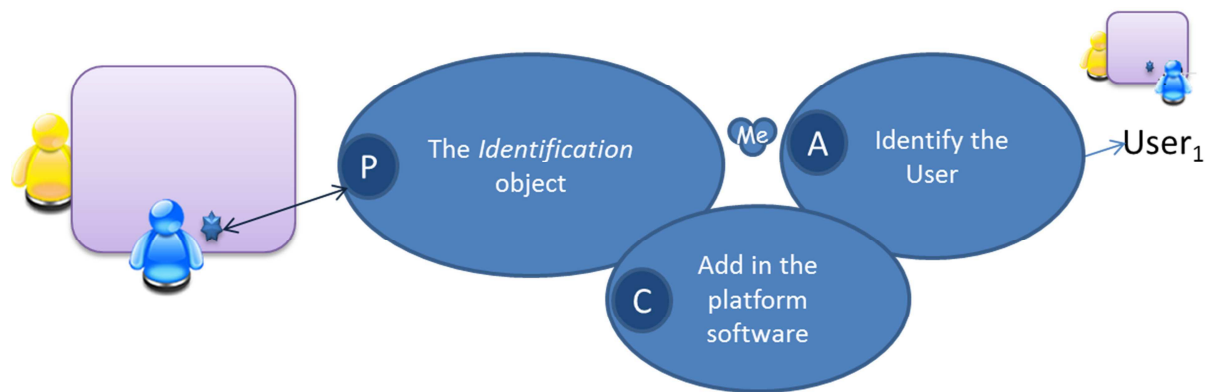 P
The Identification
object
Me
A
Identify the
User
User₁
C
Add in the
platform
software